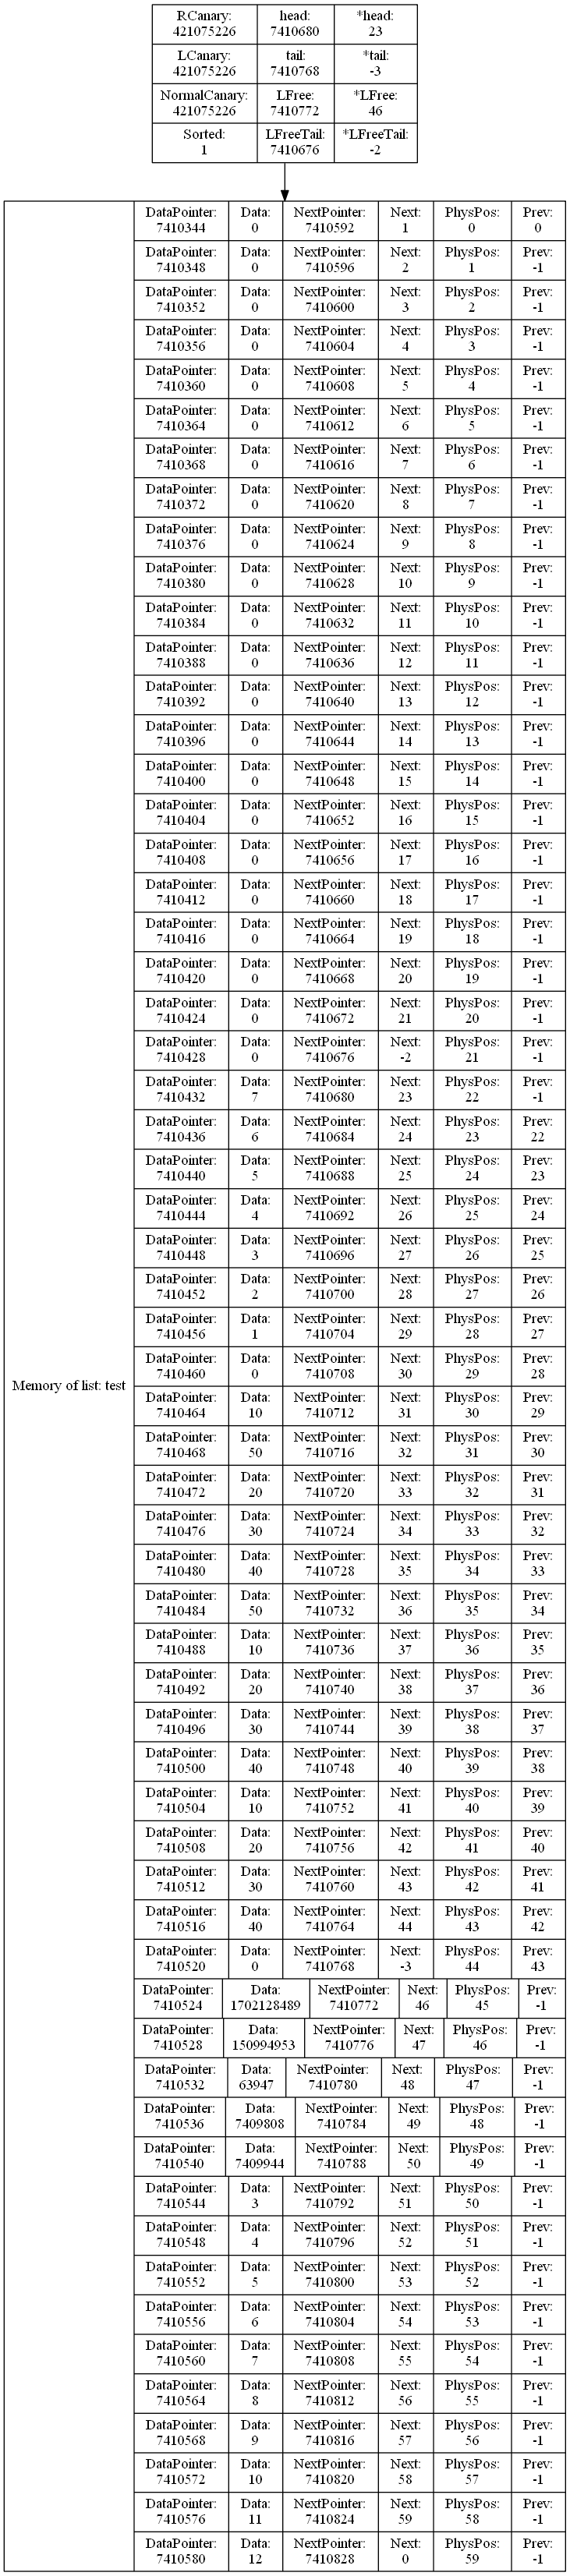 RCanary: head: *head:
421075226 7410680 23
LCanary: tail: *tail:
421075226 7410768 -3
NormalCanary: LFree: *LFree:
421075226 7410772 46
Sorted: LFreeTail: *LFreeTail:
1 7410676 -2
Memory of list: test
DataPointer: Data: NextPointer: Next: PhysPos: Prev:
7410344 0 7410592 1 0 0
DataPointer: Data: NextPointer: Next: PhysPos: Prev:
7410348 0 7410596 2 1 -1
DataPointer: Data: NextPointer: Next: PhysPos: Prev:
7410352 0 7410600 3 2 -1
DataPointer: Data: NextPointer: Next: PhysPos: Prev:
7410356 0 7410604 4 3 -1
DataPointer: Data: NextPointer: Next: PhysPos: Prev:
7410360 0 7410608 5 4 -1
DataPointer: Data: NextPointer: Next: PhysPos: Prev:
7410364 0 7410612 6 5 -1
DataPointer: Data: NextPointer: Next: PhysPos: Prev:
7410368 0 7410616 7 6 -1
DataPointer: Data: NextPointer: Next: PhysPos: Prev:
7410372 0 7410620 8 7 -1
DataPointer: Data: NextPointer: Next: PhysPos: Prev:
7410376 0 7410624 9 8 -1
DataPointer: Data: NextPointer: Next: PhysPos: Prev:
7410380 0 7410628 10 9 -1
DataPointer: Data: NextPointer: Next: PhysPos: Prev:
7410384 0 7410632 11 10 -1
DataPointer: Data: NextPointer: Next: PhysPos: Prev:
7410388 0 7410636 12 11 -1
DataPointer: Data: NextPointer: Next: PhysPos: Prev:
7410392 0 7410640 13 12 -1
DataPointer: Data: NextPointer: Next: PhysPos: Prev:
7410396 0 7410644 14 13 -1
DataPointer: Data: NextPointer: Next: PhysPos: Prev:
7410400 0 7410648 15 14 -1
DataPointer: Data: NextPointer: Next: PhysPos: Prev:
7410404 0 7410652 16 15 -1
DataPointer: Data: NextPointer: Next: PhysPos: Prev:
7410408 0 7410656 17 16 -1
DataPointer: Data: NextPointer: Next: PhysPos: Prev:
7410412 0 7410660 18 17 -1
DataPointer: Data: NextPointer: Next: PhysPos: Prev:
7410416 0 7410664 19 18 -1
DataPointer: Data: NextPointer: Next: PhysPos: Prev:
7410420 0 7410668 20 19 -1
DataPointer: Data: NextPointer: Next: PhysPos: Prev:
7410424 0 7410672 21 20 -1
DataPointer: Data: NextPointer: Next: PhysPos: Prev:
7410428 0 7410676 -2 21 -1
DataPointer: Data: NextPointer: Next: PhysPos: Prev:
7410432 7 7410680 23 22 -1
DataPointer: Data: NextPointer: Next: PhysPos: Prev:
7410436 6 7410684 24 23 22
DataPointer: Data: NextPointer: Next: PhysPos: Prev:
7410440 5 7410688 25 24 23
DataPointer: Data: NextPointer: Next: PhysPos: Prev:
7410444 4 7410692 26 25 24
DataPointer: Data: NextPointer: Next: PhysPos: Prev:
7410448 3 7410696 27 26 25
DataPointer: Data: NextPointer: Next: PhysPos: Prev:
7410452 2 7410700 28 27 26
DataPointer: Data: NextPointer: Next: PhysPos: Prev:
7410456 1 7410704 29 28 27
DataPointer: Data: NextPointer: Next: PhysPos: Prev:
7410460 0 7410708 30 29 28
DataPointer: Data: NextPointer: Next: PhysPos: Prev:
7410464 10 7410712 31 30 29
DataPointer: Data: NextPointer: Next: PhysPos: Prev:
7410468 50 7410716 32 31 30
DataPointer: Data: NextPointer: Next: PhysPos: Prev:
7410472 20 7410720 33 32 31
DataPointer: Data: NextPointer: Next: PhysPos: Prev:
7410476 30 7410724 34 33 32
DataPointer: Data: NextPointer: Next: PhysPos: Prev:
7410480 40 7410728 35 34 33
DataPointer: Data: NextPointer: Next: PhysPos: Prev:
7410484 50 7410732 36 35 34
DataPointer: Data: NextPointer: Next: PhysPos: Prev:
7410488 10 7410736 37 36 35
DataPointer: Data: NextPointer: Next: PhysPos: Prev:
7410492 20 7410740 38 37 36
DataPointer: Data: NextPointer: Next: PhysPos: Prev:
7410496 30 7410744 39 38 37
DataPointer: Data: NextPointer: Next: PhysPos: Prev:
7410500 40 7410748 40 39 38
DataPointer: Data: NextPointer: Next: PhysPos: Prev:
7410504 10 7410752 41 40 39
DataPointer: Data: NextPointer: Next: PhysPos: Prev:
7410508 20 7410756 42 41 40
DataPointer: Data: NextPointer: Next: PhysPos: Prev:
7410512 30 7410760 43 42 41
DataPointer: Data: NextPointer: Next: PhysPos: Prev:
7410516 40 7410764 44 43 42
DataPointer: Data: NextPointer: Next: PhysPos: Prev:
7410520 0 7410768 -3 44 43
DataPointer: Data: NextPointer: Next: PhysPos: Prev:
7410524 1702128489 7410772 46 45 -1
DataPointer: Data: NextPointer: Next: PhysPos: Prev:
7410528 150994953 7410776 47 46 -1
DataPointer: Data: NextPointer: Next: PhysPos: Prev:
7410532 63947 7410780 48 47 -1
DataPointer: Data: NextPointer: Next: PhysPos: Prev:
7410536 7409808 7410784 49 48 -1
DataPointer: Data: NextPointer: Next: PhysPos: Prev:
7410540 7409944 7410788 50 49 -1
DataPointer: Data: NextPointer: Next: PhysPos: Prev:
7410544 3 7410792 51 50 -1
DataPointer: Data: NextPointer: Next: PhysPos: Prev:
7410548 4 7410796 52 51 -1
DataPointer: Data: NextPointer: Next: PhysPos: Prev:
7410552 5 7410800 53 52 -1
DataPointer: Data: NextPointer: Next: PhysPos: Prev:
7410556 6 7410804 54 53 -1
DataPointer: Data: NextPointer: Next: PhysPos: Prev:
7410560 7 7410808 55 54 -1
DataPointer: Data: NextPointer: Next: PhysPos: Prev:
7410564 8 7410812 56 55 -1
DataPointer: Data: NextPointer: Next: PhysPos: Prev:
7410568 9 7410816 57 56 -1
DataPointer: Data: NextPointer: Next: PhysPos: Prev:
7410572 10 7410820 58 57 -1
DataPointer: Data: NextPointer: Next: PhysPos: Prev:
7410576 11 7410824 59 58 -1
DataPointer: Data: NextPointer: Next: PhysPos: Prev:
7410580 12 7410828 0 59 -1